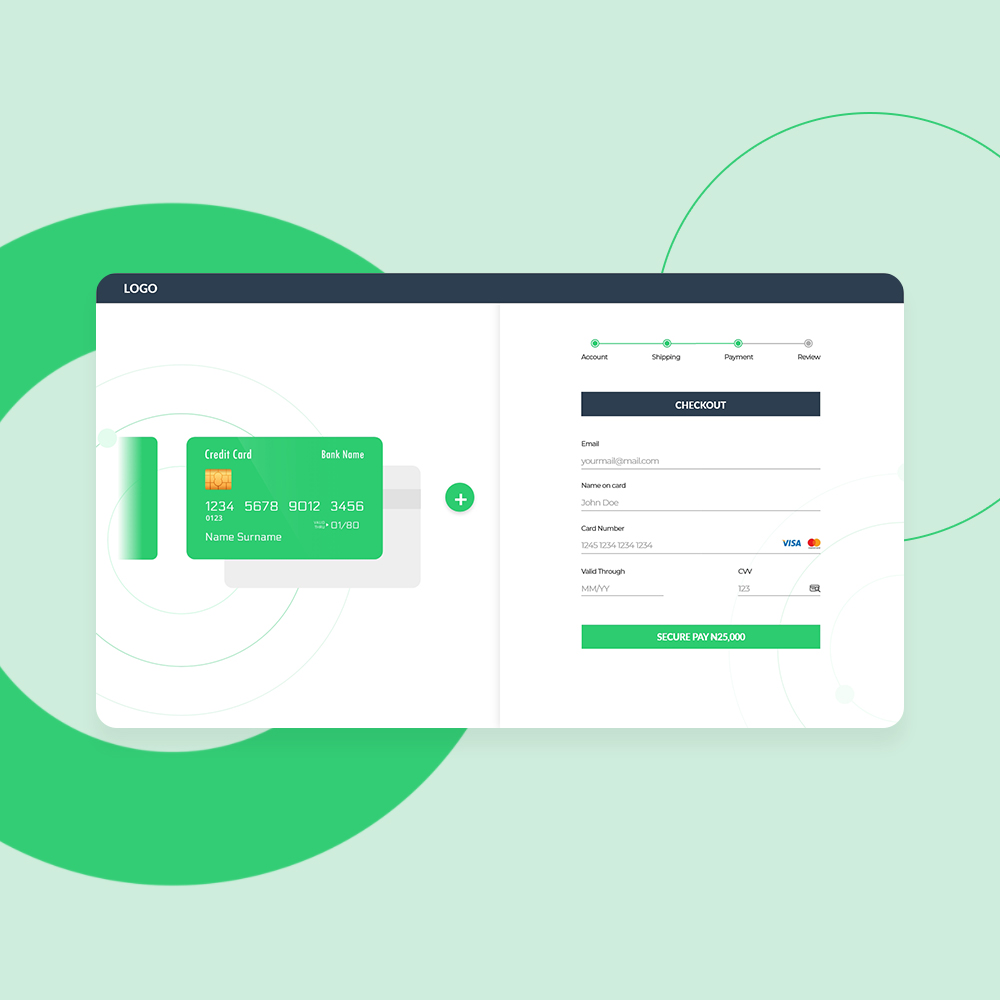 LOGO
Credit Card Bank Name
1234 5678 9012 3456
0123
01/80
Name Surname
Account Shipping Payment Review
CHECKOUT
Email
yourmail@mail.com
Name on card
John Doe
Card Number
1245 1234 1234 1234 VISA
Valid Through CVV
MM/YY 123
SECURE PAY N25,000